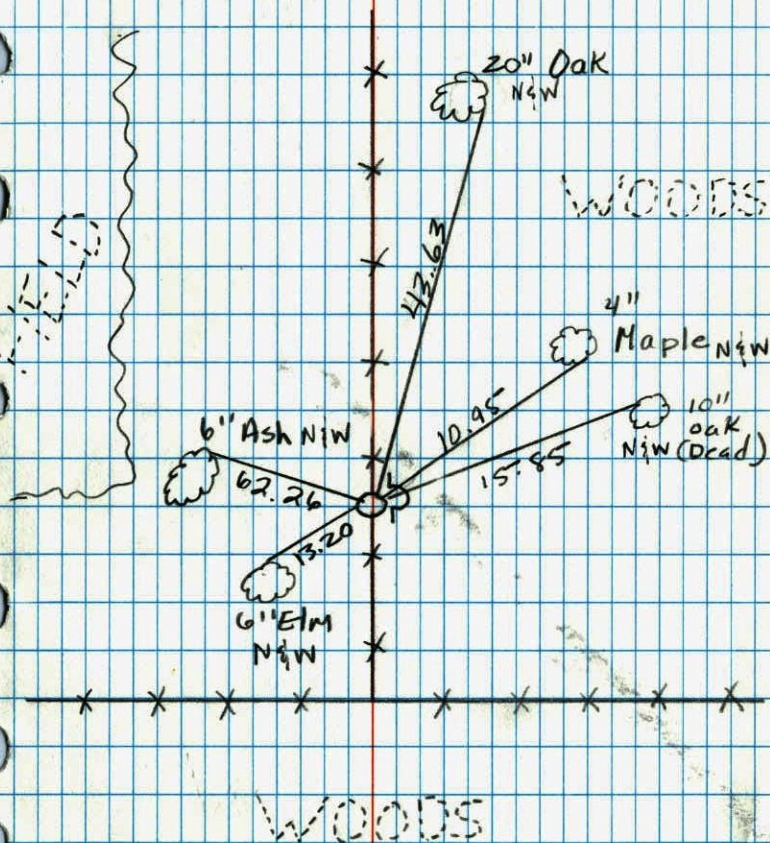 20" Oak
N&W
WOODS
FIELD
43.63
4"
Maple N&W
10.95
10"
oak
N&W (Dead)
15.85
6" Ash N&W
62.26
13.20
6" Elm
N&W
WOODS